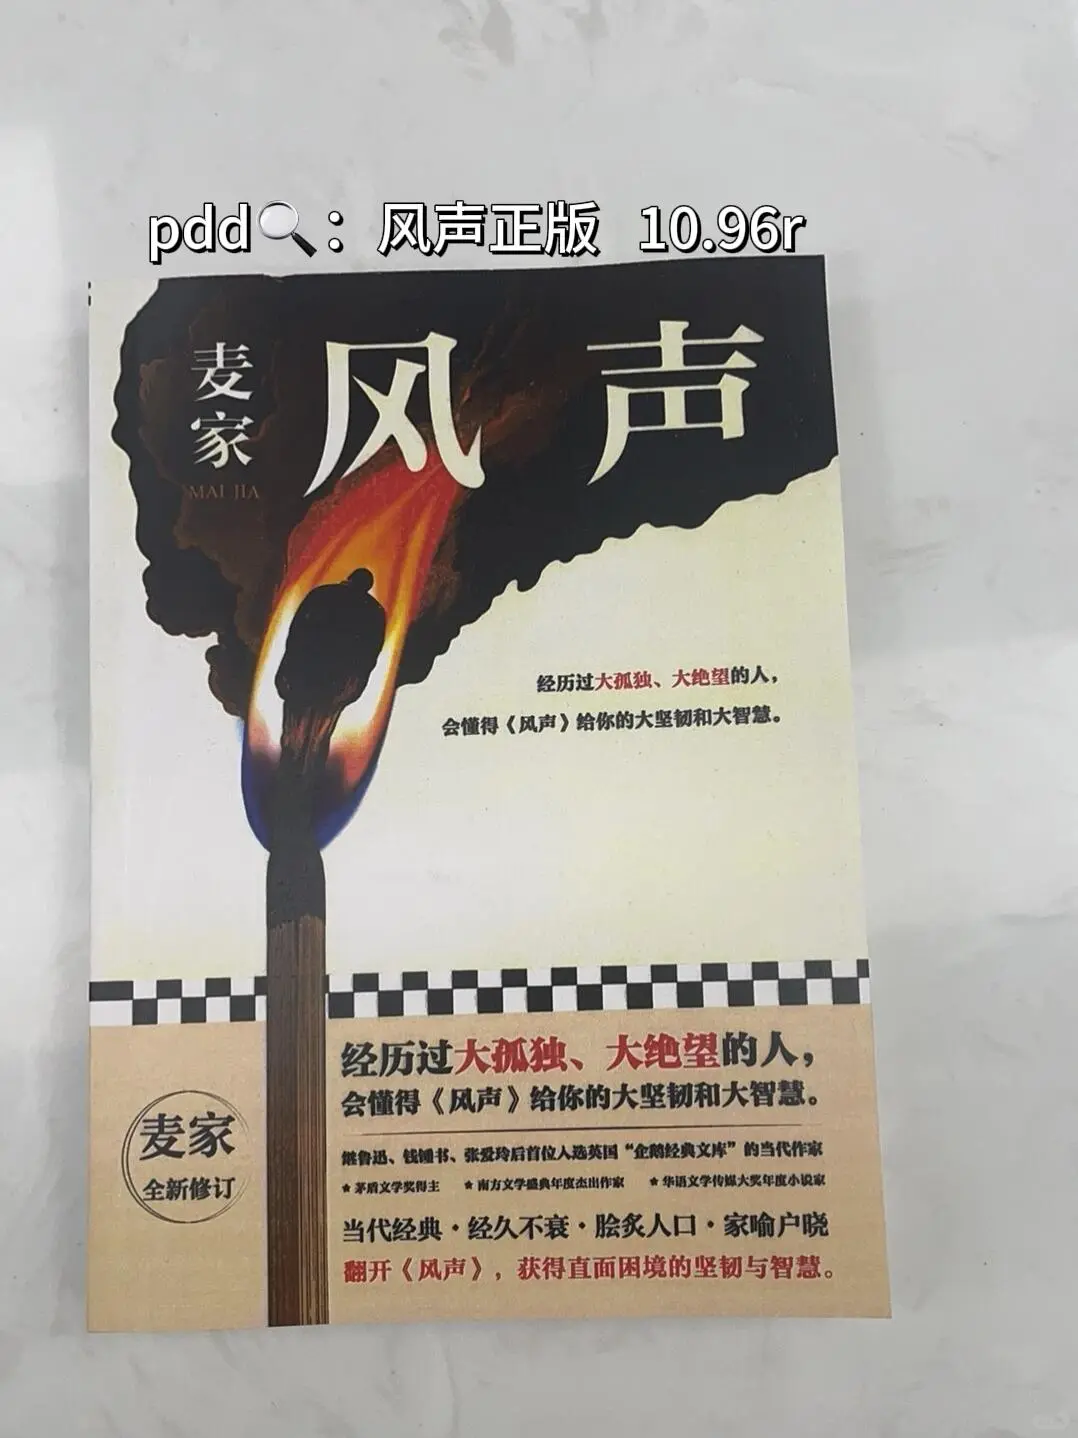 pdd🔍：风声正版 10.96r
麦家
MAI JIA
风声
经历过大孤独、大绝望的人，
会懂得《风声》给你的大坚韧和大智慧。
经历过大孤独、大绝望的人，
会懂得《风声》给你的大坚韧和大智慧。
麦家
全新修订
继鲁迅、钱锺书、张爱玲后首位入选英国“企鹅经典文库”的当代作家
★茅盾文学奖得主 ★南方文学盛典年度杰出作家 ★华语文学传媒大奖年度小说家
当代经典·经久不衰·脍炙人口·家喻户晓
翻开《风声》，获得直面困境的坚韧与智慧。